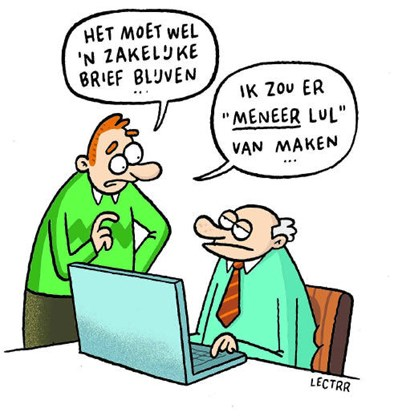 HET MOET WEL
'N ZAKELIJKE
BRIEF BLIJVEN
...
IK ZOU ER
"MENEER LUL"
VAN MAKEN
...
LECTRR